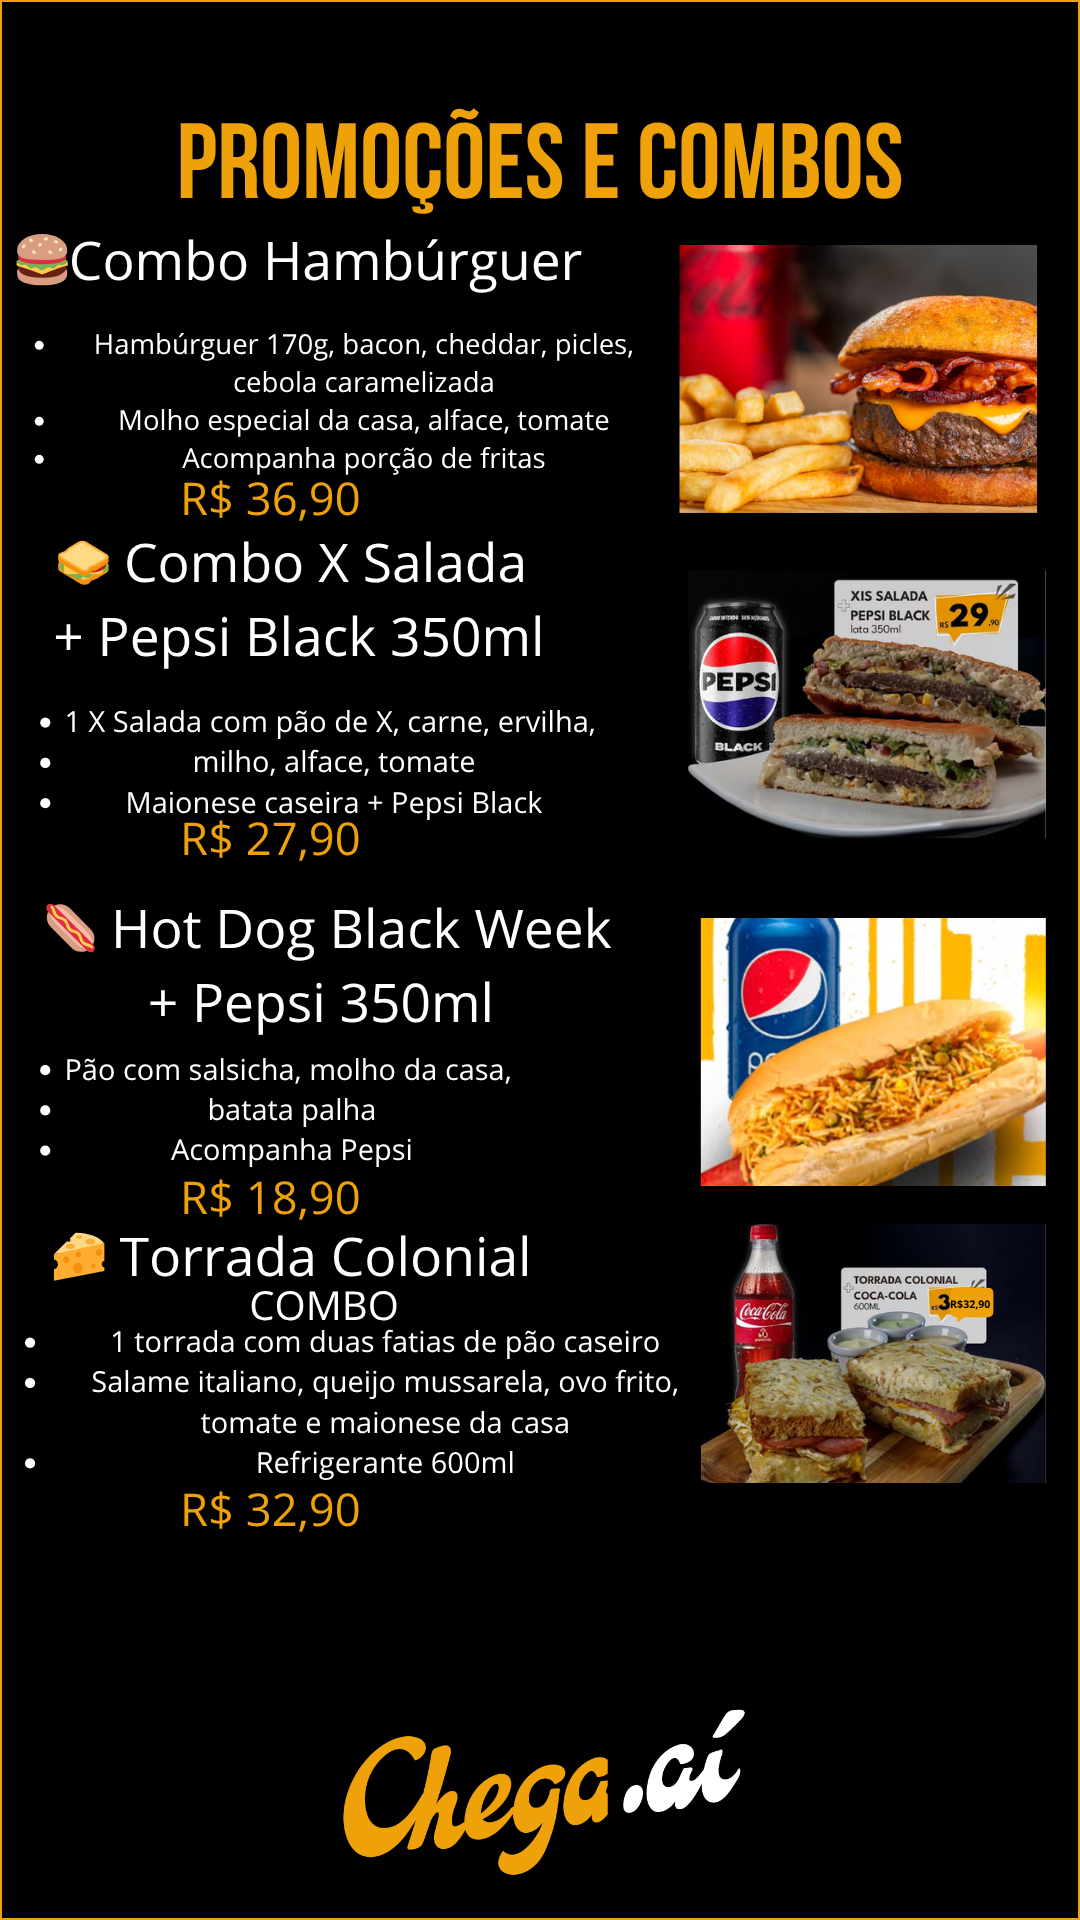 PROMOÇÕES E COMBOS
🍔Combo Hambúrguer
• Hambúrguer 170g, bacon, cheddar, picles,
cebola caramelizada
• Molho especial da casa, alface, tomate
• Acompanha porção de fritas
R$ 36,90
🥪 Combo X Salada
+ Pepsi Black 350ml
XIS SALADA
PEPSI BLACK
lata 350ml
R$ 29,90
PEPSI
BLACK
• 1 X Salada com pão de X, carne, ervilha,
• milho, alface, tomate
• Maionese caseira + Pepsi Black
R$ 27,90
🌭 Hot Dog Black Week
+ Pepsi 350ml
• Pão com salsicha, molho da casa,
• batata palha
• Acompanha Pepsi
R$ 18,90
🧀 Torrada Colonial
COMBO
TORRADA COLONIAL
COCA-COLA
600ML
R$3R$32,90
Coca-Cola
• 1 torrada com duas fatias de pão caseiro
• Salame italiano, queijo mussarela, ovo frito,
tomate e maionese da casa
• Refrigerante 600ml
R$ 32,90
Chega.aí